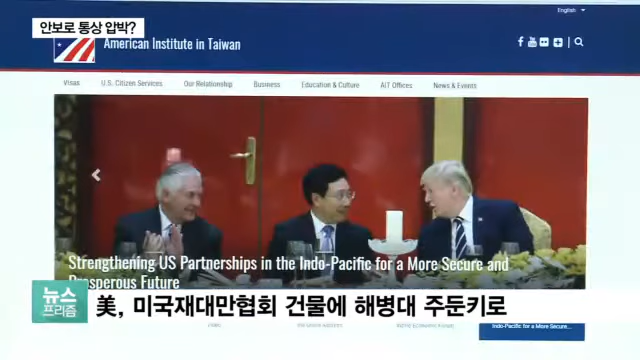 안보로 통상 압박?
English
American Institute in Taiwan
Visas U.S. Citizen Services Our Relationship Business Education & Culture AIT Offices News & Events
Strengthening US Partnerships in the Indo-Pacific for a More Secure and
Prosperous Future
뉴스
프리즘
美, 미국재대만협회 건물에 해병대 주둔키로
Indo-Pacific for a More Secure...